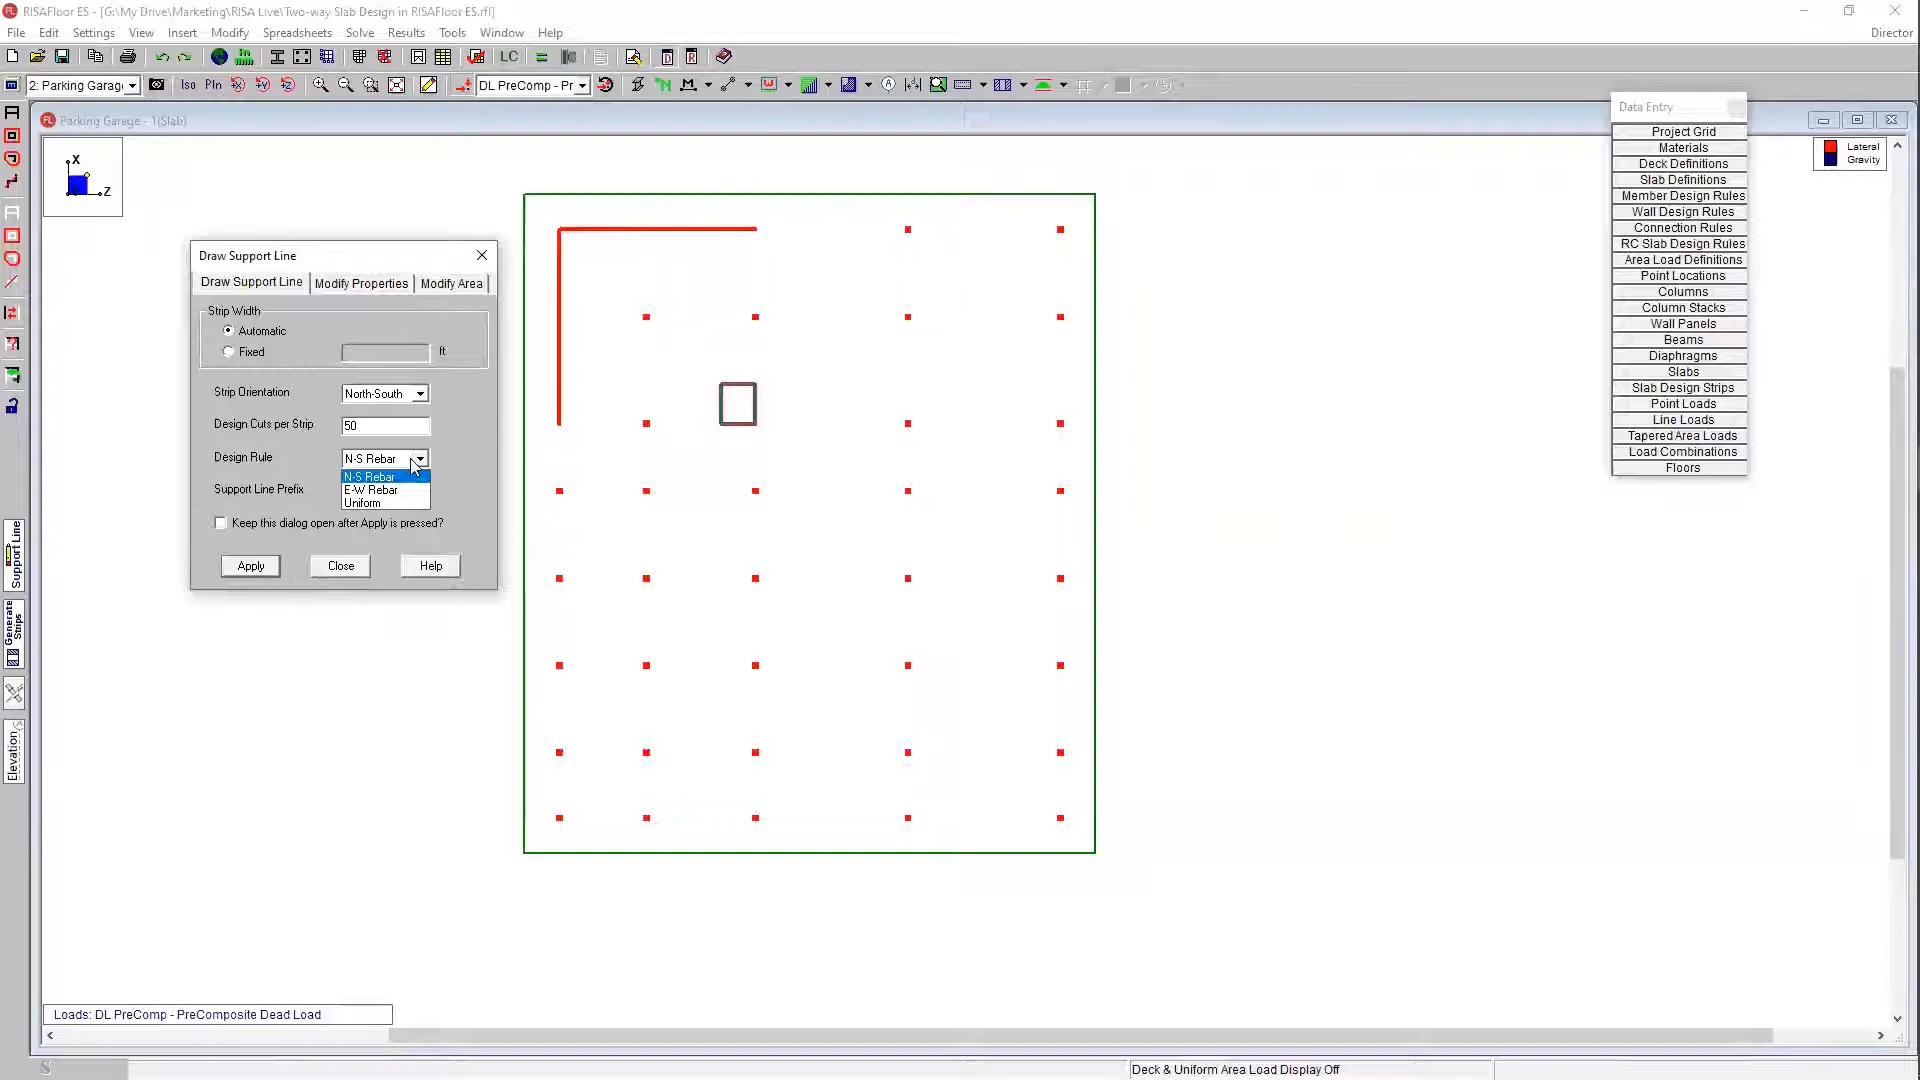 RISAFloor ES - [G:\My Drive\Marketing\RISA Live\Two-way Slab Design in RISAFloor ES.rfl]
File Edit Settings View Insert Modify Spreadsheets Solve Results Tools Window Help Director
LC
2: Parking Garag Iso Pln DL PreComp - Pr
Parking Garage - 1(Slab)
X
Z
Lateral
Gravity
Data Entry
Project Grid
Materials
Deck Definitions
Slab Definitions
Member Design Rules
Wall Design Rules
Connection Rules
RC Slab Design Rules
Area Load Definitions
Point Locations
Columns
Column Stacks
Wall Panels
Beams
Diaphragms
Slabs
Slab Design Strips
Point Loads
Line Loads
Tapered Area Loads
Load Combinations
Floors
Draw Support Line
Draw Support Line Modify Properties Modify Area
Strip Width
Automatic
Fixed ft
Strip Orientation North-South
Design Cuts per Strip 50
Design Rule N-S Rebar
N-S Rebar
E-W Rebar
Uniform
Support Line Prefix
Keep this dialog open after Apply is pressed?
Apply Close Help
Support Line
Generate
Strips
Elevation
Loads: DL PreComp - PreComposite Dead Load
S
Deck & Uniform Area Load Display Off